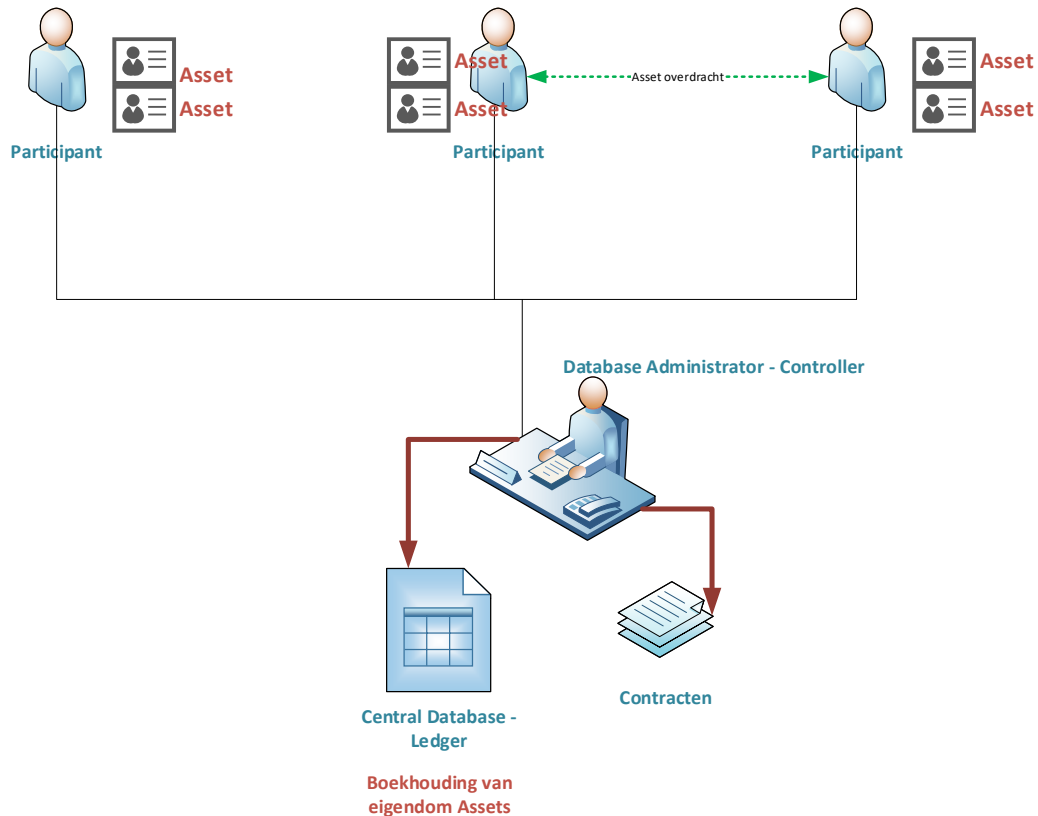 Asset
Asset
Participant
Asset
Asset
Participant
Asset overdracht
Asset
Asset
Participant
Database Administrator - Controller
Central Database -
Ledger
Boekhouding van
eigendom Assets
Contracten